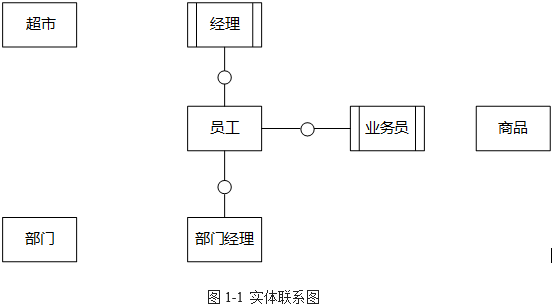 超市
经理
员工
业务员
商品
部门
部门经理
图 1-1 实体联系图